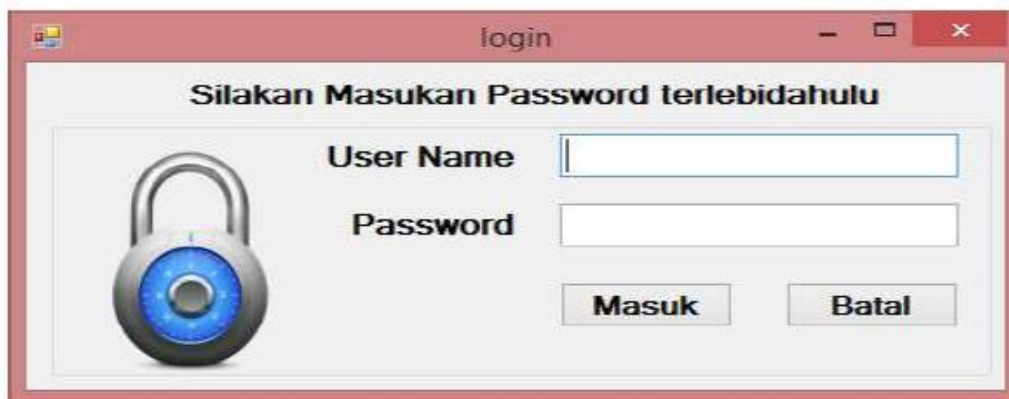 login
Silakan Masukan Password terlebidahulu
User Name
Password
Masuk Batal